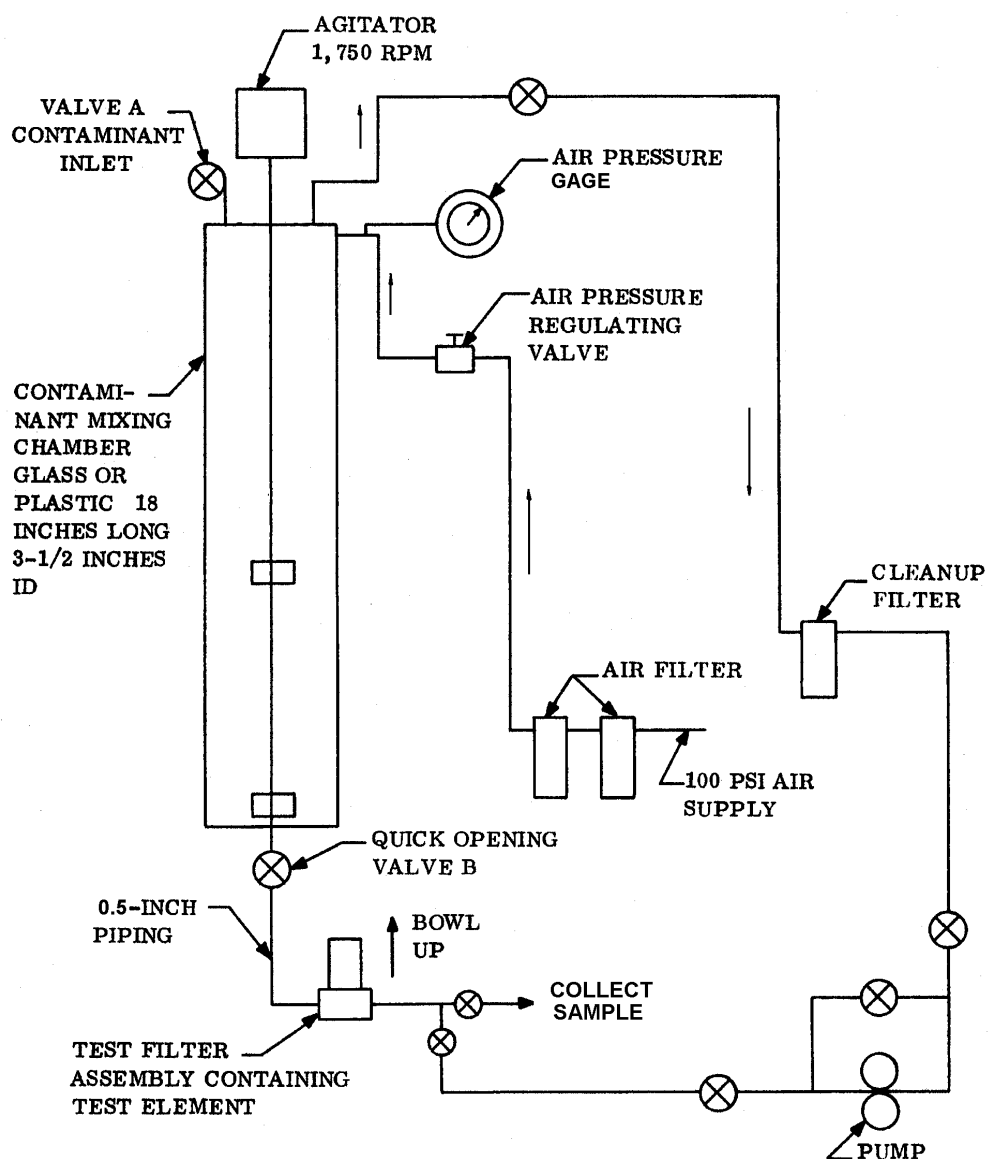 AGITATOR
1,750 RPM
VALVE A
CONTAMINANT
INLET
AIR PRESSURE
GAGE
AIR PRESSURE
REGULATING
VALVE
CONTAMI-
NANT MIXING
CHAMBER
GLASS OR
PLASTIC 18
INCHES LONG
3-1/2 INCHES
ID
CLEANUP
FILTER
AIR FILTER
100 PSI AIR
SUPPLY
QUICK OPENING
VALVE B
0.5-INCH
PIPING
BOWL
UP
COLLECT
SAMPLE
TEST FILTER
ASSEMBLY CONTAINING
TEST ELEMENT
PUMP